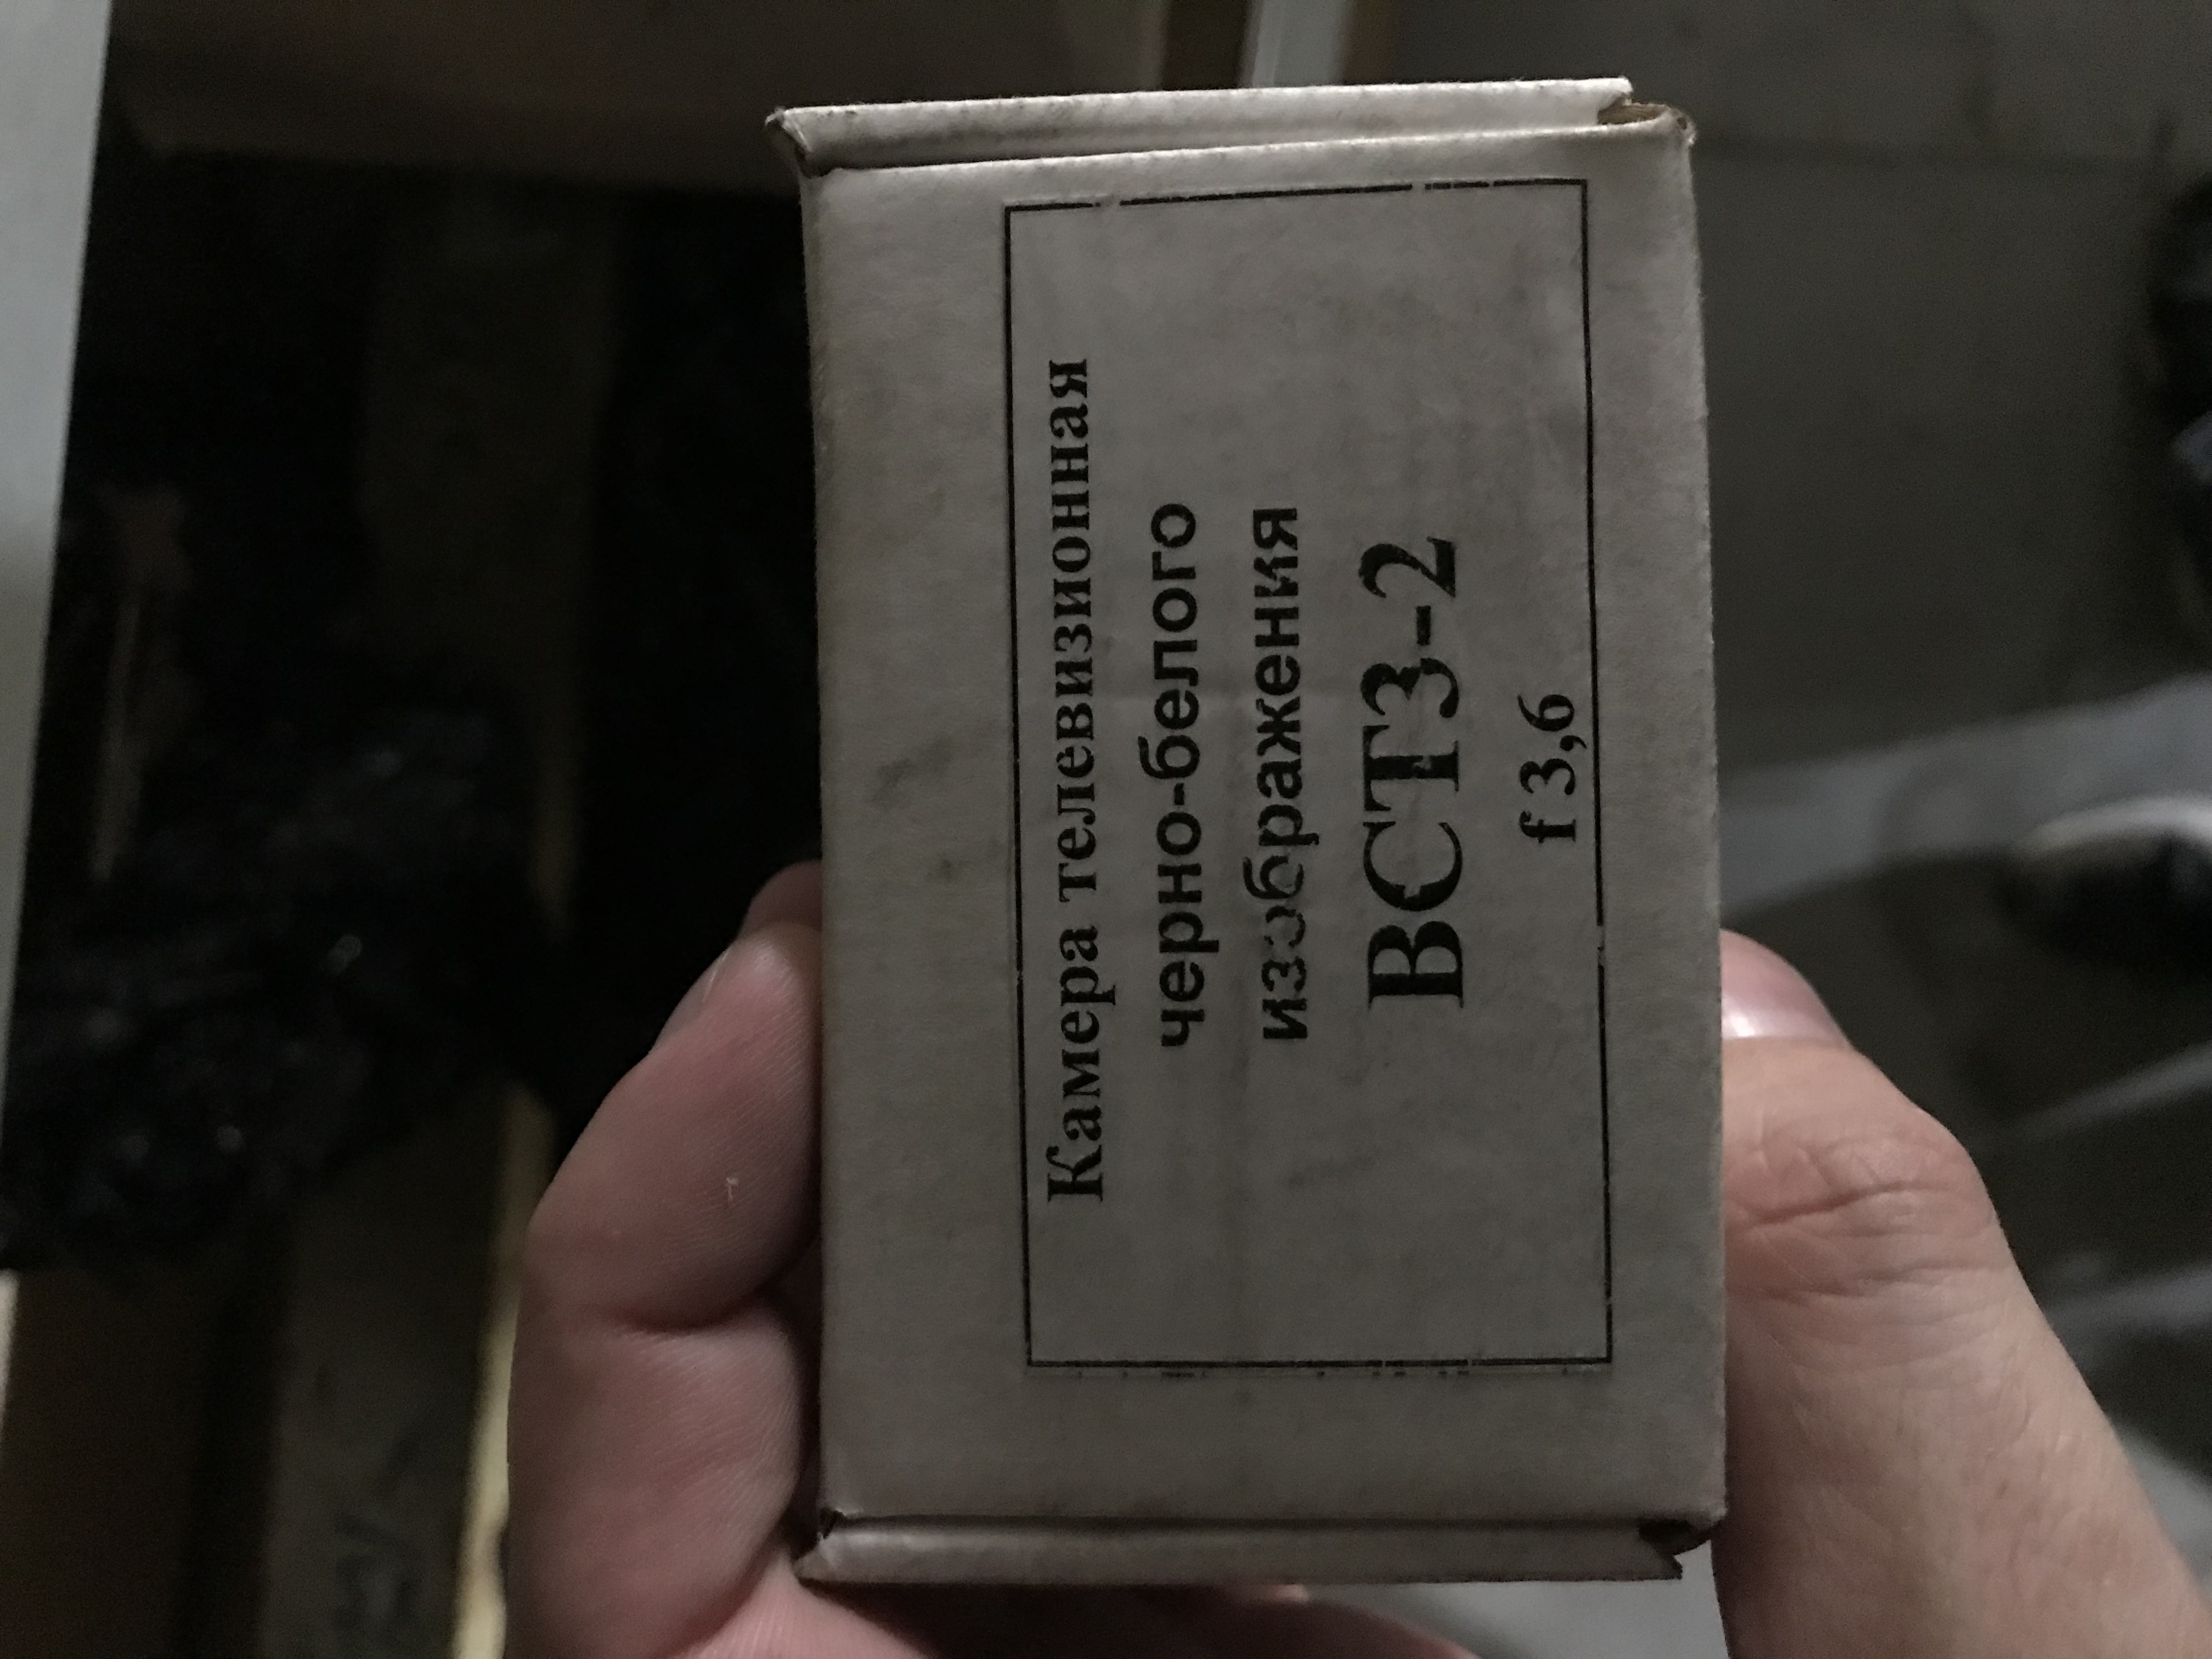 Камера телевизионная
черно-белого
изображения
ВСТ3-2
f 3,6